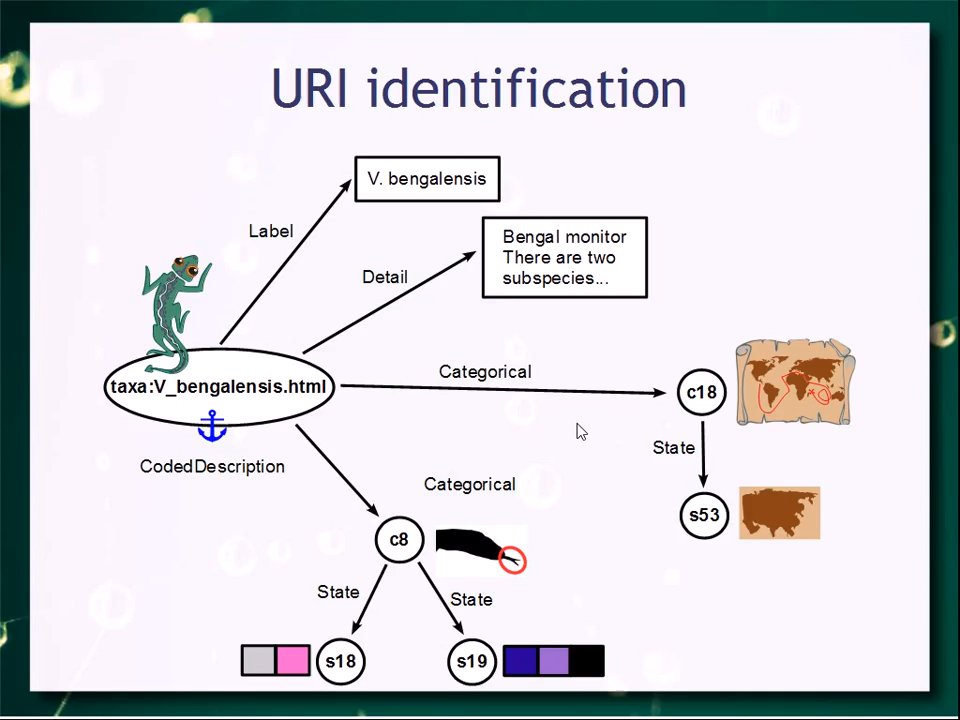 URI identification
V. bengalensis
Label
Bengal monitor
There are two
subspecies...
Detail
taxa:V_bengalensis.html
Categorical
c18
CodedDescription
State
Categorical
s53
c8
State
State
s18
s19